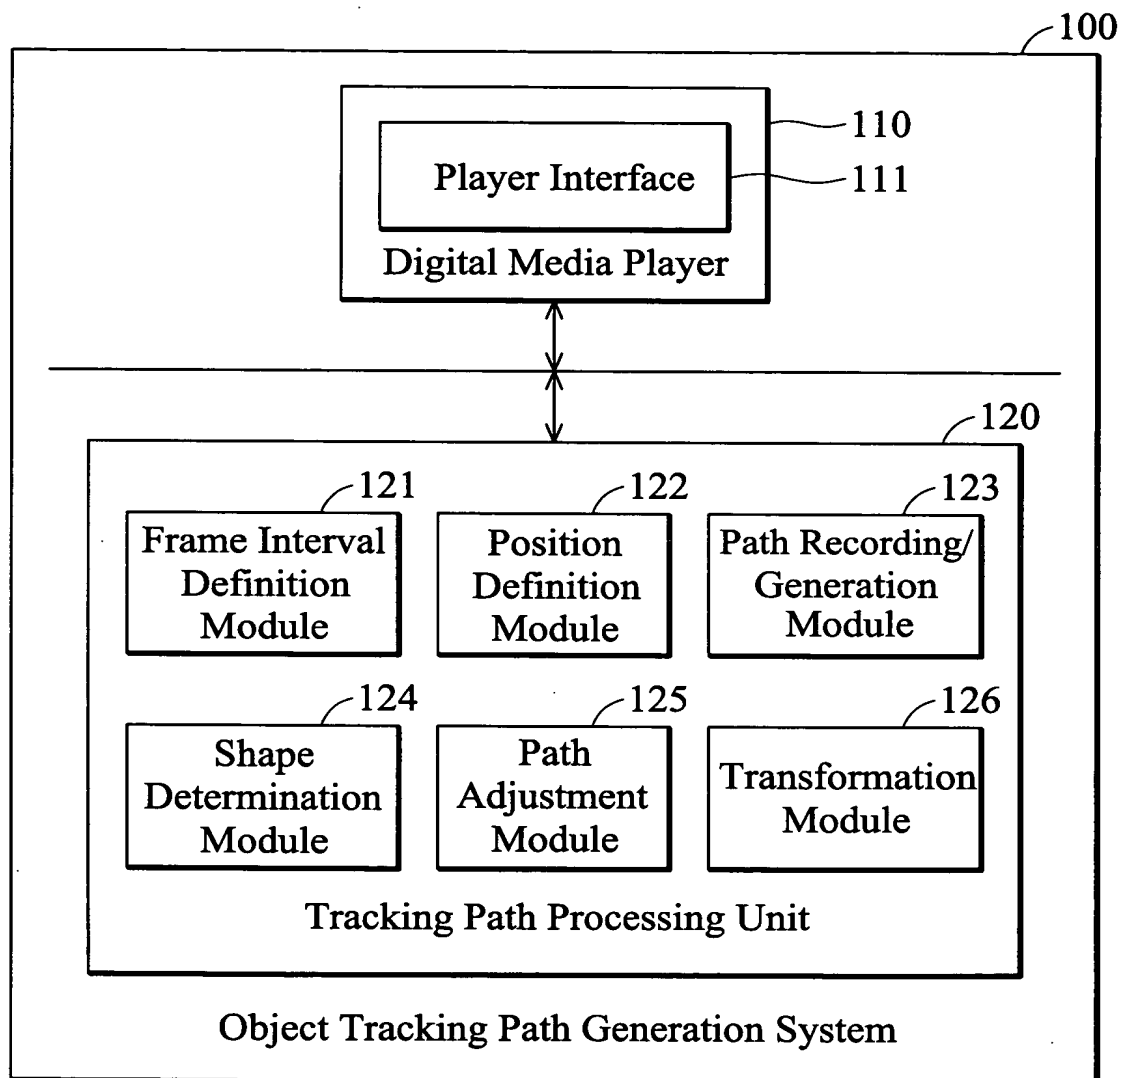 100
110
Player Interface
111
Digital Media Player
120
121
122
123
Frame Interval
Definition
Module
Position
Definition
Module
Path Recording/
Generation
Module
124
125
126
Shape
Determination
Module
Path
Adjustment
Module
Transformation
Module
Tracking Path Processing Unit
Object Tracking Path Generation System